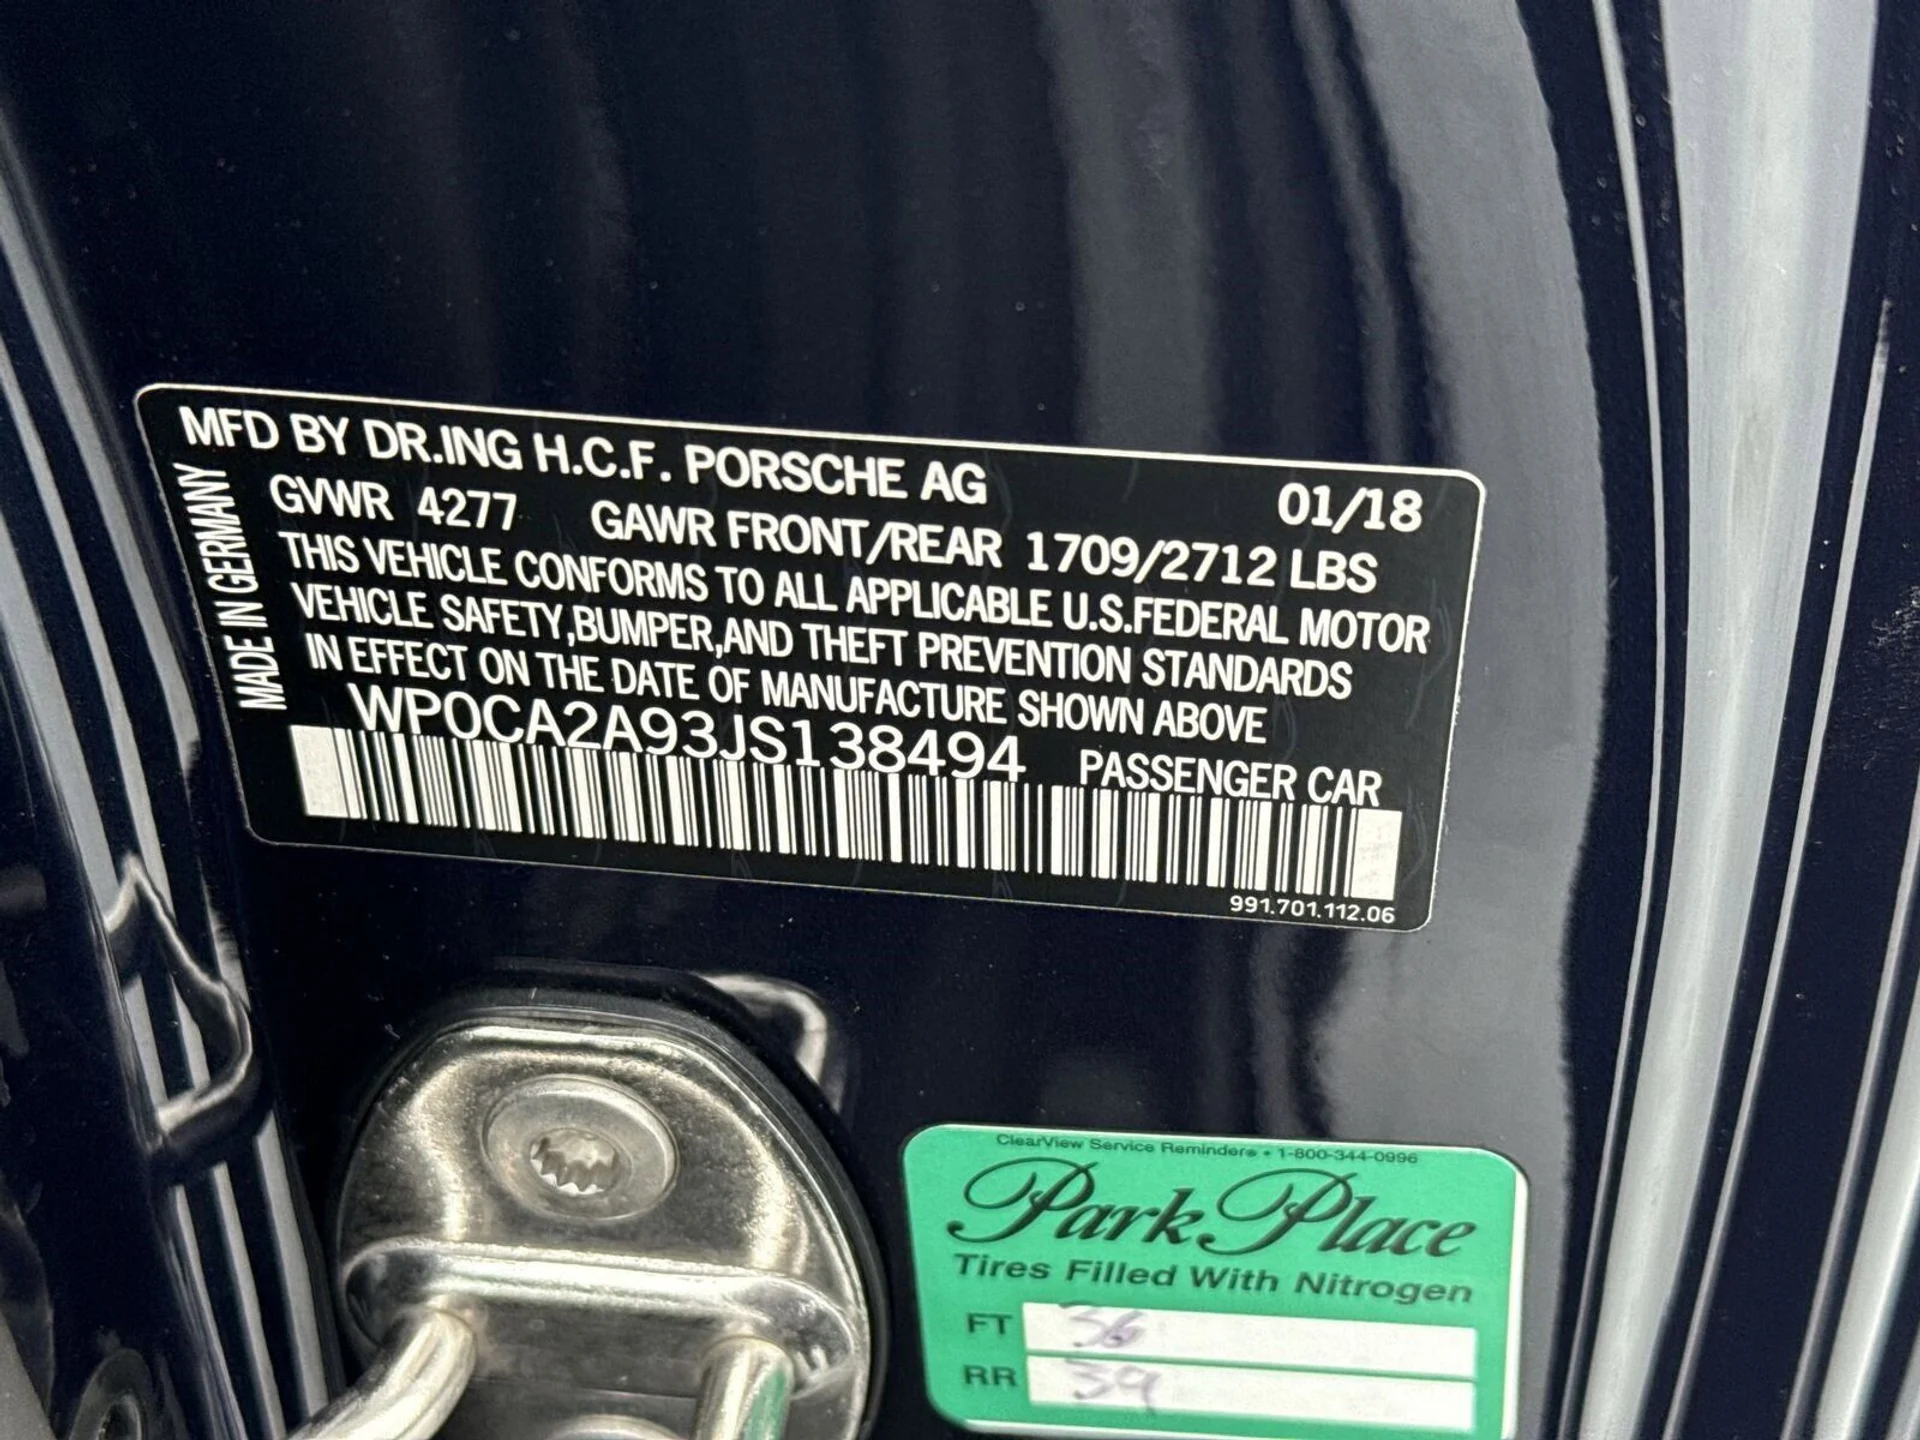 MFD BY DR.ING H.C.F. PORSCHE AG 01/18
GVWR 4277 GAWR FRONT/REAR 1709/2712 LBS
THIS VEHICLE CONFORMS TO ALL APPLICABLE U.S.FEDERAL MOTOR
VEHICLE SAFETY,BUMPER,AND THEFT PREVENTION STANDARDS
IN EFFECT ON THE DATE OF MANUFACTURE SHOWN ABOVE
WP0CA2A93JS138494 PASSENGER CAR
991.701.112.06
MADE IN GERMANY
ClearView Service Reminders • 1-800-344-0996
Park Place
Tires Filled With Nitrogen
FT 36
RR 39